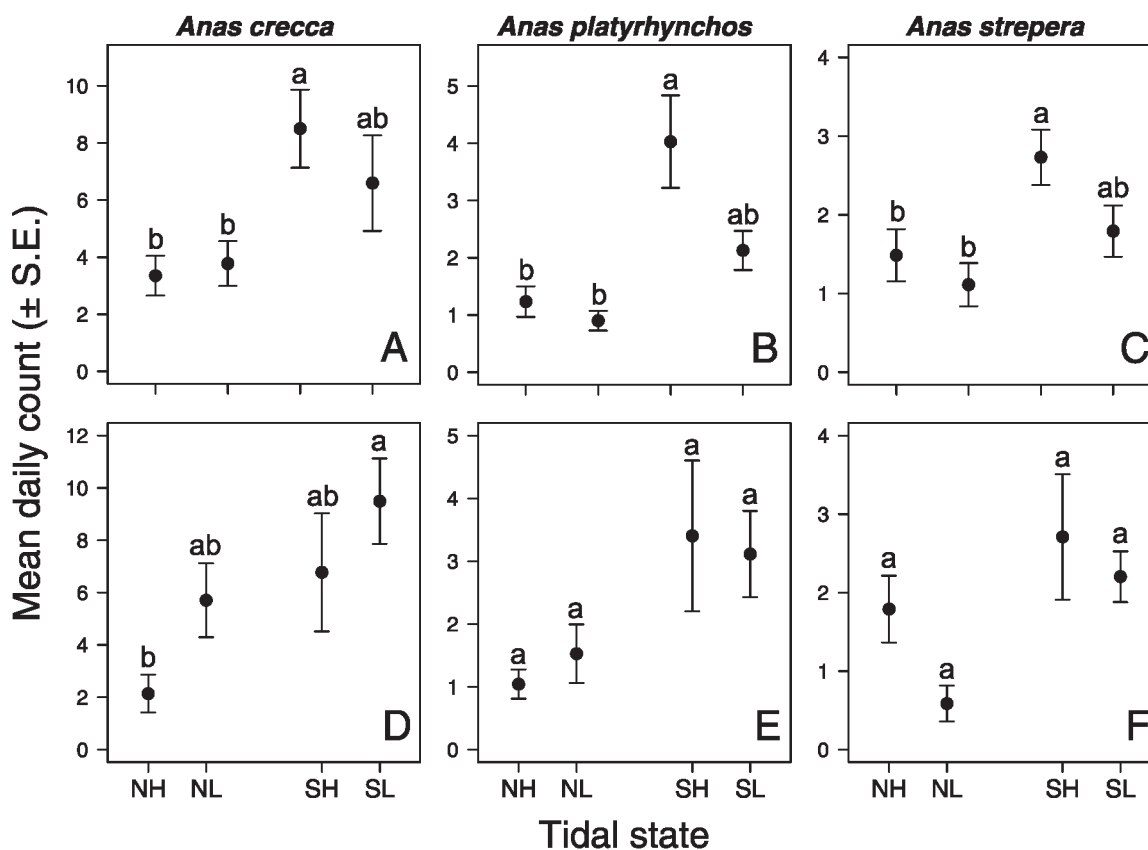 Anas crecca
Anas platyrhynchos
Anas strepera
Mean daily count (± S.E.)
10
8
6
4
2
0
b
b
a
ab
A
5
4
3
2
1
0
b
b
a
ab
B
4
3
2
1
0
b
b
a
ab
C
12
10
8
6
4
2
0
b
ab
ab
a
D
NH NL SH SL
5
4
3
2
1
0
a
a
a
a
E
NH NL SH SL
4
3
2
1
0
a
a
a
a
F
NH NL SH SL
Tidal state